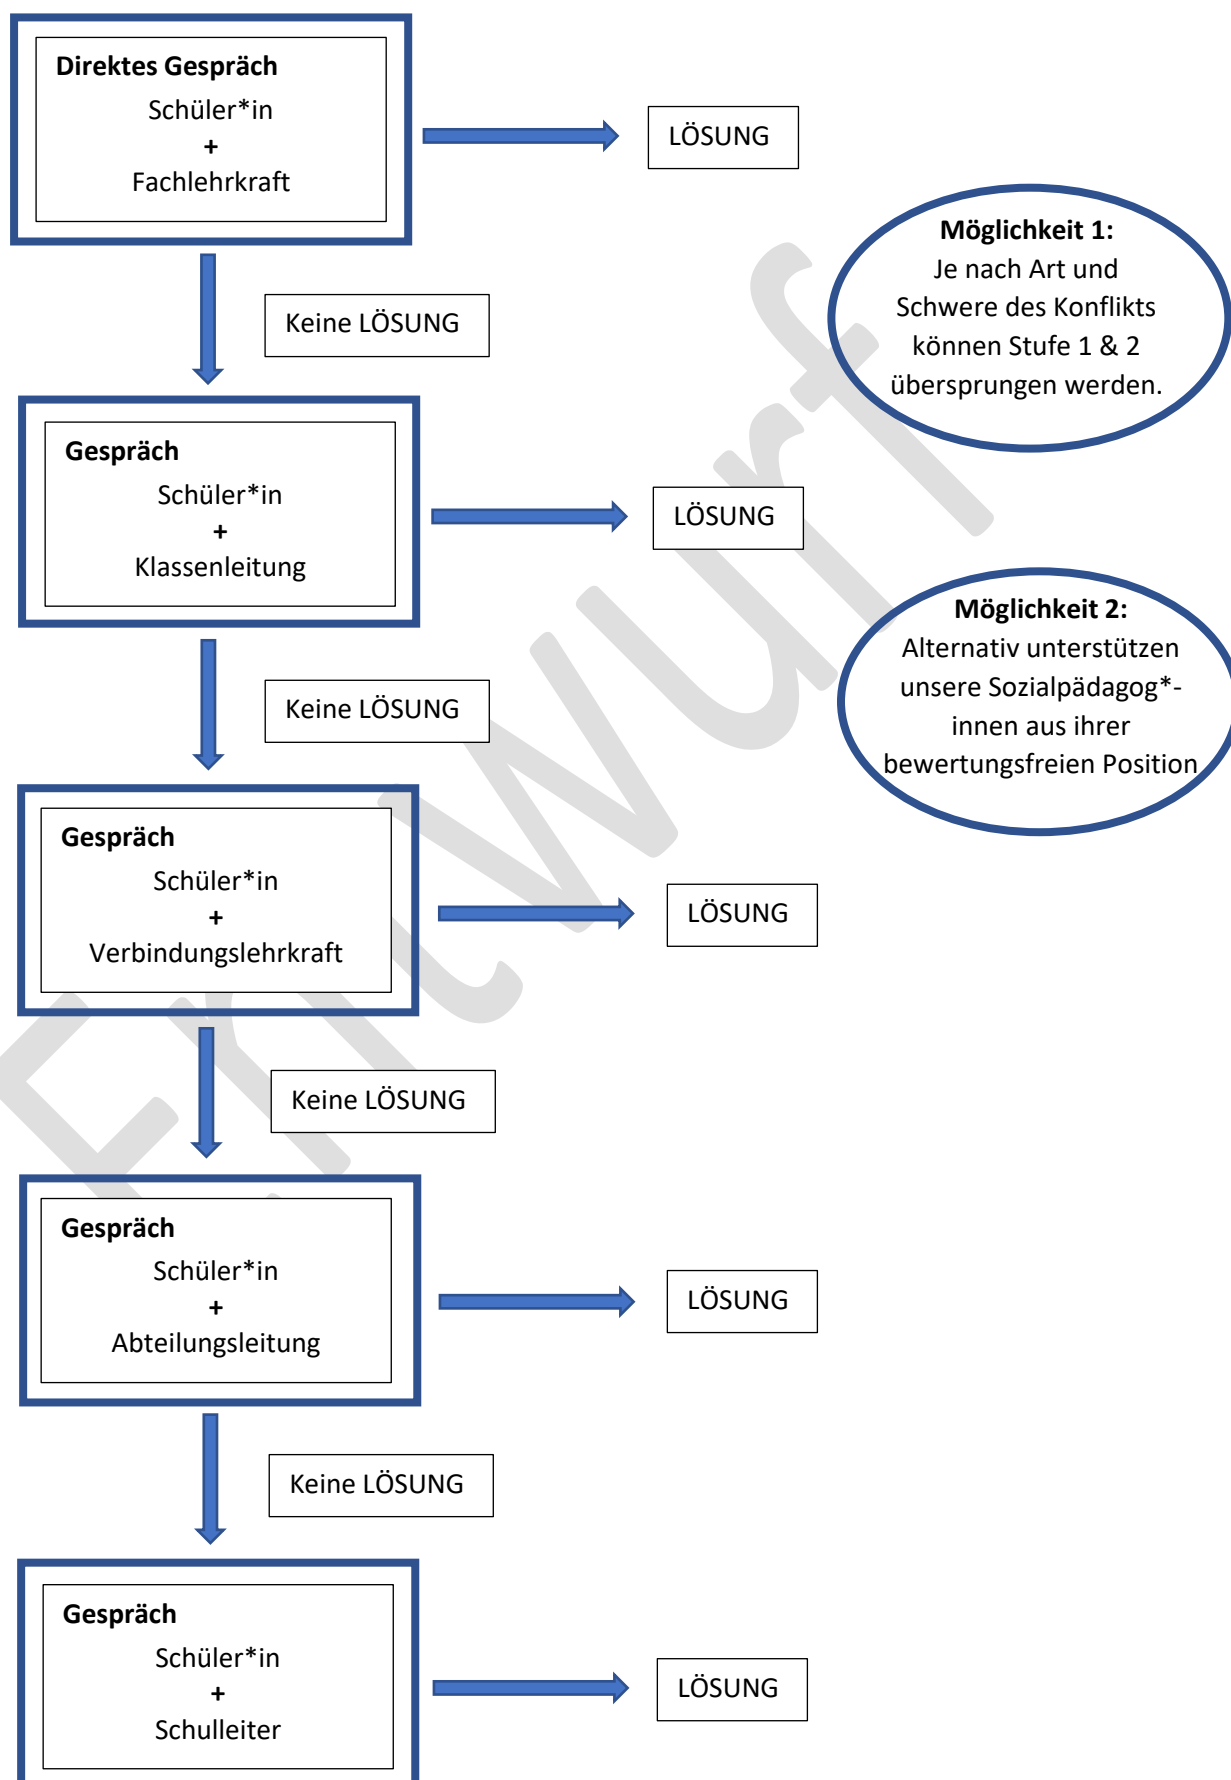 Direktes Gespräch
Schüler*in
+
Fachlehrkraft
LÖSUNG
Möglichkeit 1:
Je nach Art und
Schwere des Konflikts
können Stufe 1 & 2
übersprungen werden.
Keine LÖSUNG
Gespräch
Schüler*in
+
Klassenleitung
LÖSUNG
Möglichkeit 2:
Alternativ unterstützen
unsere Sozialpädagog*-
innen aus ihrer
bewertungsfreien Position
Keine LÖSUNG
Gespräch
Schüler*in
+
Verbindungslehrkraft
LÖSUNG
Keine LÖSUNG
Gespräch
Schüler*in
+
Abteilungsleitung
LÖSUNG
Keine LÖSUNG
Gespräch
Schüler*in
+
Schulleiter
LÖSUNG
Entwurf